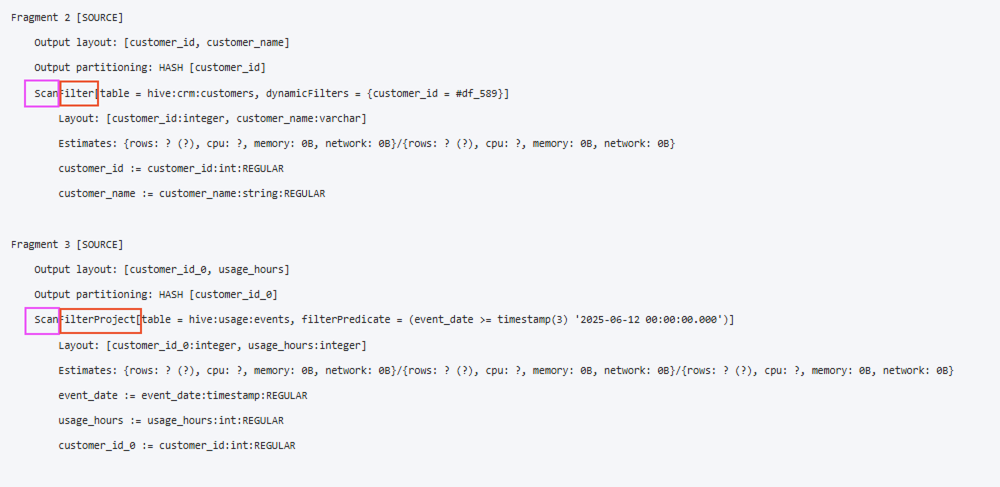 Fragment 2 [SOURCE]
Output layout: [customer_id, customer_name]
Output partitioning: HASH [customer_id]
ScanFilter[table = hive:crm:customers, dynamicFilters = {customer_id = #df_589}]
Layout: [customer_id:integer, customer_name:varchar]
Estimates: {rows: ? (?), cpu: ?, memory: 0B, network: 0B}/{rows: ? (?), cpu: ?, memory: 0B, network: 0B}
customer_id := customer_id:int:REGULAR
customer_name := customer_name:string:REGULAR
Fragment 3 [SOURCE]
Output layout: [customer_id_0, usage_hours]
Output partitioning: HASH [customer_id_0]
ScanFilterProject[table = hive:usage:events, filterPredicate = (event_date >= timestamp(3) '2025-06-12 00:00:00.000')]
Layout: [customer_id_0:integer, usage_hours:integer]
Estimates: {rows: ? (?), cpu: ?, memory: 0B, network: 0B}/{rows: ? (?), cpu: ?, memory: 0B, network: 0B}/{rows: ? (?), cpu: ?, memory: 0B, network: 0B}
event_date := event_date:timestamp:REGULAR
usage_hours := usage_hours:int:REGULAR
customer_id_0 := customer_id:int:REGULAR